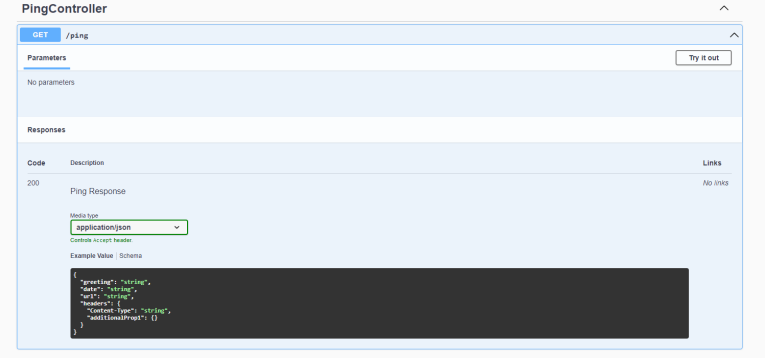 PingController
GET /ping
Parameters
Try it out
No parameters
Responses
Code Description Links
200 Ping Response No links
Media type
application/json
Controls Accept header.
Example Value | Schema
{
  "greeting": "string",
  "date": "string",
  "url": "string",
  "headers": {
    "Content-Type": "string",
    "additionalProp1": {}
  }
}